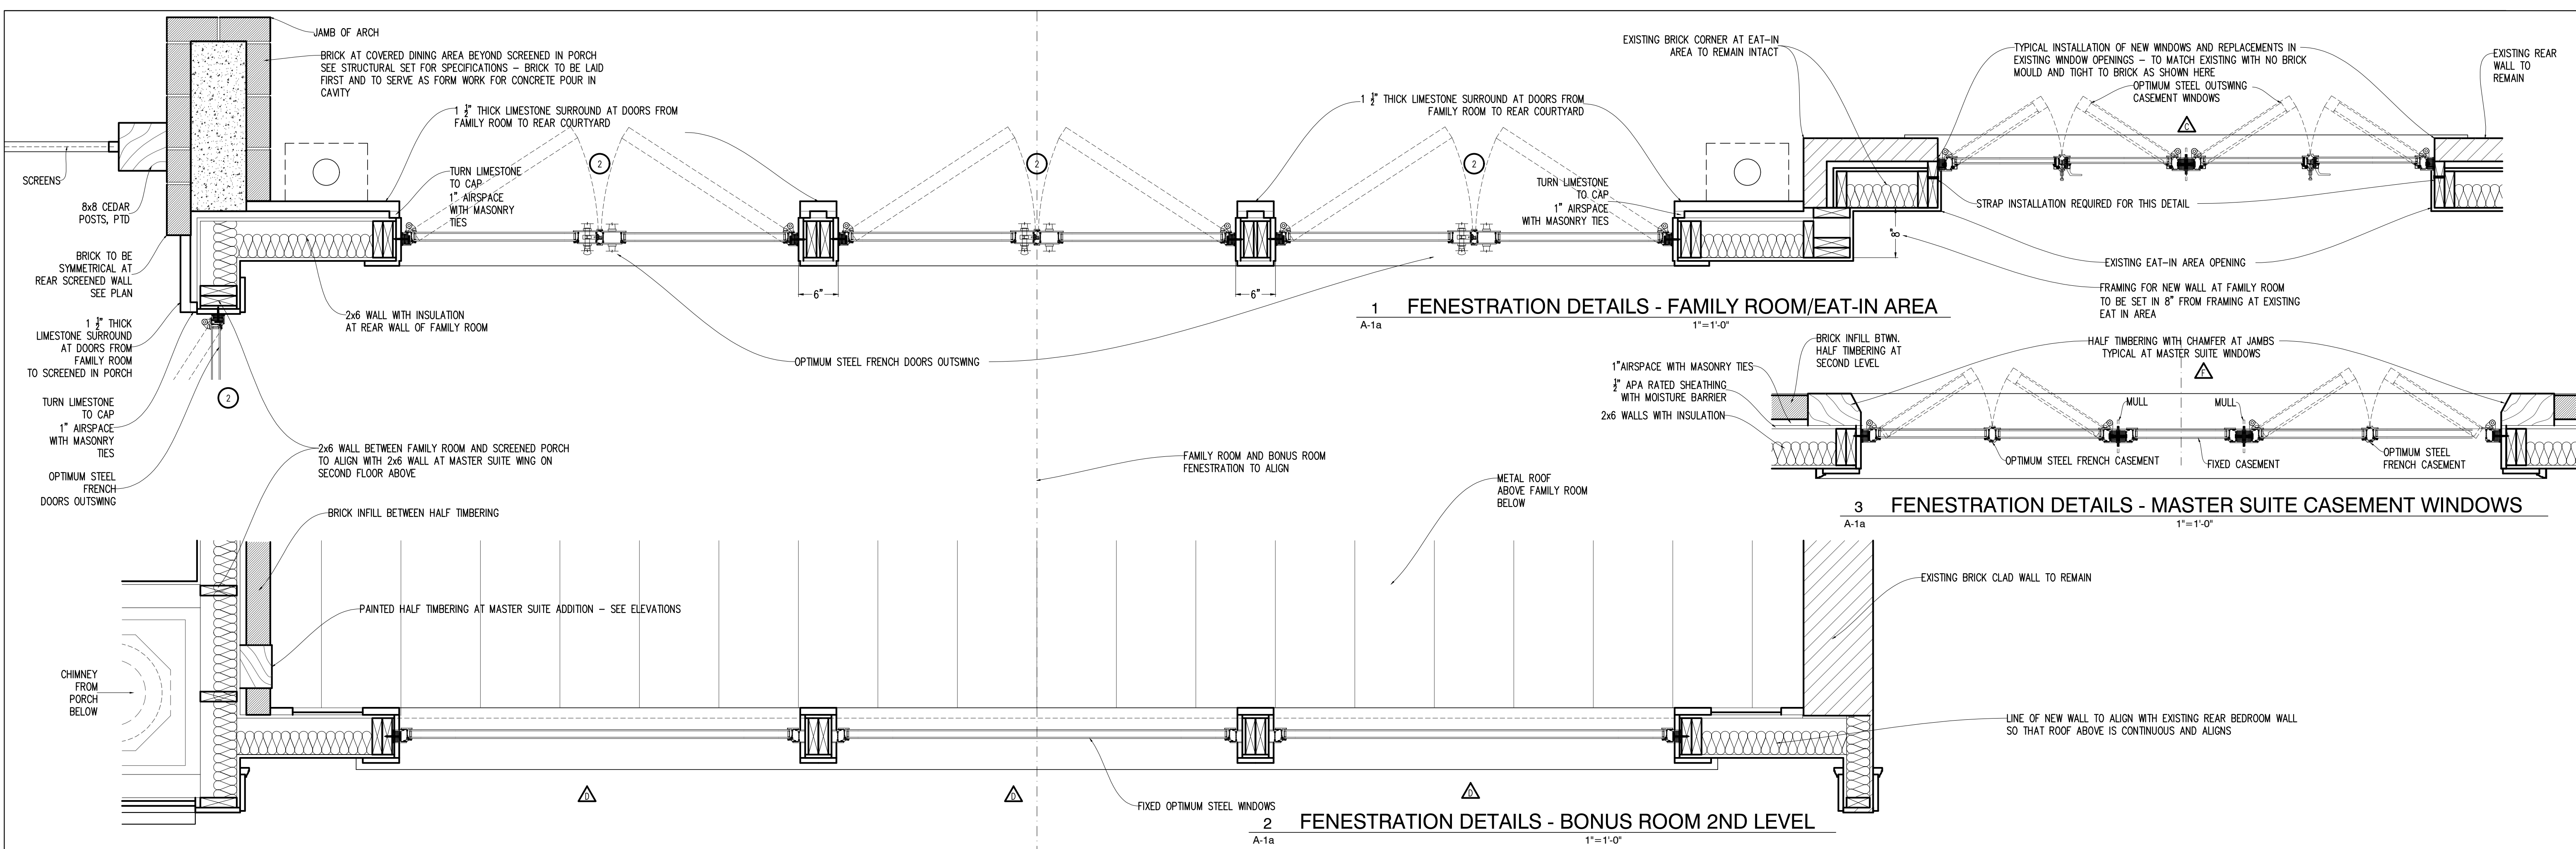 JAMB OF ARCH
BRICK AT COVERED DINING AREA BEYOND SCREENED IN PORCH
SEE STRUCTURAL SET FOR SPECIFICATIONS – BRICK TO BE LAID
FIRST AND TO SERVE AS FORM WORK FOR CONCRETE POUR IN
CAVITY
1 ½" THICK LIMESTONE SURROUND AT DOORS FROM
FAMILY ROOM TO REAR COURTYARD
SCREENS
8x8 CEDAR
POSTS, PTD
TURN LIMESTONE
TO CAP
1" AIRSPACE
WITH MASONRY
TIES
2
2
1 ½" THICK LIMESTONE SURROUND AT DOORS FROM
FAMILY ROOM TO REAR COURTYARD
2
TURN LIMESTONE
TO CAP
1" AIRSPACE
WITH MASONRY TIES
EXISTING BRICK CORNER AT EAT-IN
AREA TO REMAIN INTACT
TYPICAL INSTALLATION OF NEW WINDOWS AND REPLACEMENTS IN
EXISTING WINDOW OPENINGS – TO MATCH EXISTING WITH NO BRICK
MOULD AND TIGHT TO BRICK AS SHOWN HERE
OPTIMUM STEEL OUTSWING
CASEMENT WINDOWS
C
EXISTING REAR
WALL TO
REMAIN
STRAP INSTALLATION REQUIRED FOR THIS DETAIL
8"
EXISTING EAT-IN AREA OPENING
FRAMING FOR NEW WALL AT FAMILY ROOM
TO BE SET IN 8" FROM FRAMING AT EXISTING
EAT IN AREA
BRICK TO BE
SYMMETRICAL AT
REAR SCREENED WALL
SEE PLAN
1 ½" THICK
LIMESTONE SURROUND
AT DOORS FROM
FAMILY ROOM
TO SCREENED IN PORCH
2x6 WALL WITH INSULATION
AT REAR WALL OF FAMILY ROOM
6"
6"
OPTIMUM STEEL FRENCH DOORS OUTSWING
1 FENESTRATION DETAILS - FAMILY ROOM/EAT-IN AREA
A-1a 1"=1'-0"
2
TURN LIMESTONE
TO CAP
1" AIRSPACE
WITH MASONRY
TIES
OPTIMUM STEEL
FRENCH
DOORS OUTSWING
2x6 WALL BETWEEN FAMILY ROOM AND SCREENED PORCH
TO ALIGN WITH 2x6 WALL AT MASTER SUITE WING ON
SECOND FLOOR ABOVE
BRICK INFILL BETWEEN HALF TIMBERING
FAMILY ROOM AND BONUS ROOM
FENESTRATION TO ALIGN
METAL ROOF
ABOVE FAMILY ROOM
BELOW
BRICK INFILL BTWN.
HALF TIMBERING AT
SECOND LEVEL
1"AIRSPACE WITH MASONRY TIES
½" APA RATED SHEATHING
WITH MOISTURE BARRIER
2x6 WALLS WITH INSULATION
HALF TIMBERING WITH CHAMFER AT JAMBS
TYPICAL AT MASTER SUITE WINDOWS
F
MULL
MULL
OPTIMUM STEEL FRENCH CASEMENT
FIXED CASEMENT
OPTIMUM STEEL
FRENCH CASEMENT
3 FENESTRATION DETAILS - MASTER SUITE CASEMENT WINDOWS
A-1a 1"=1'-0"
PAINTED HALF TIMBERING AT MASTER SUITE ADDITION – SEE ELEVATIONS
CHIMNEY
FROM
PORCH
BELOW
EXISTING BRICK CLAD WALL TO REMAIN
LINE OF NEW WALL TO ALIGN WITH EXISTING REAR BEDROOM WALL
SO THAT ROOF ABOVE IS CONTINUOUS AND ALIGNS
D
D
D
FIXED OPTIMUM STEEL WINDOWS
2 FENESTRATION DETAILS - BONUS ROOM 2ND LEVEL
A-1a 1"=1'-0"